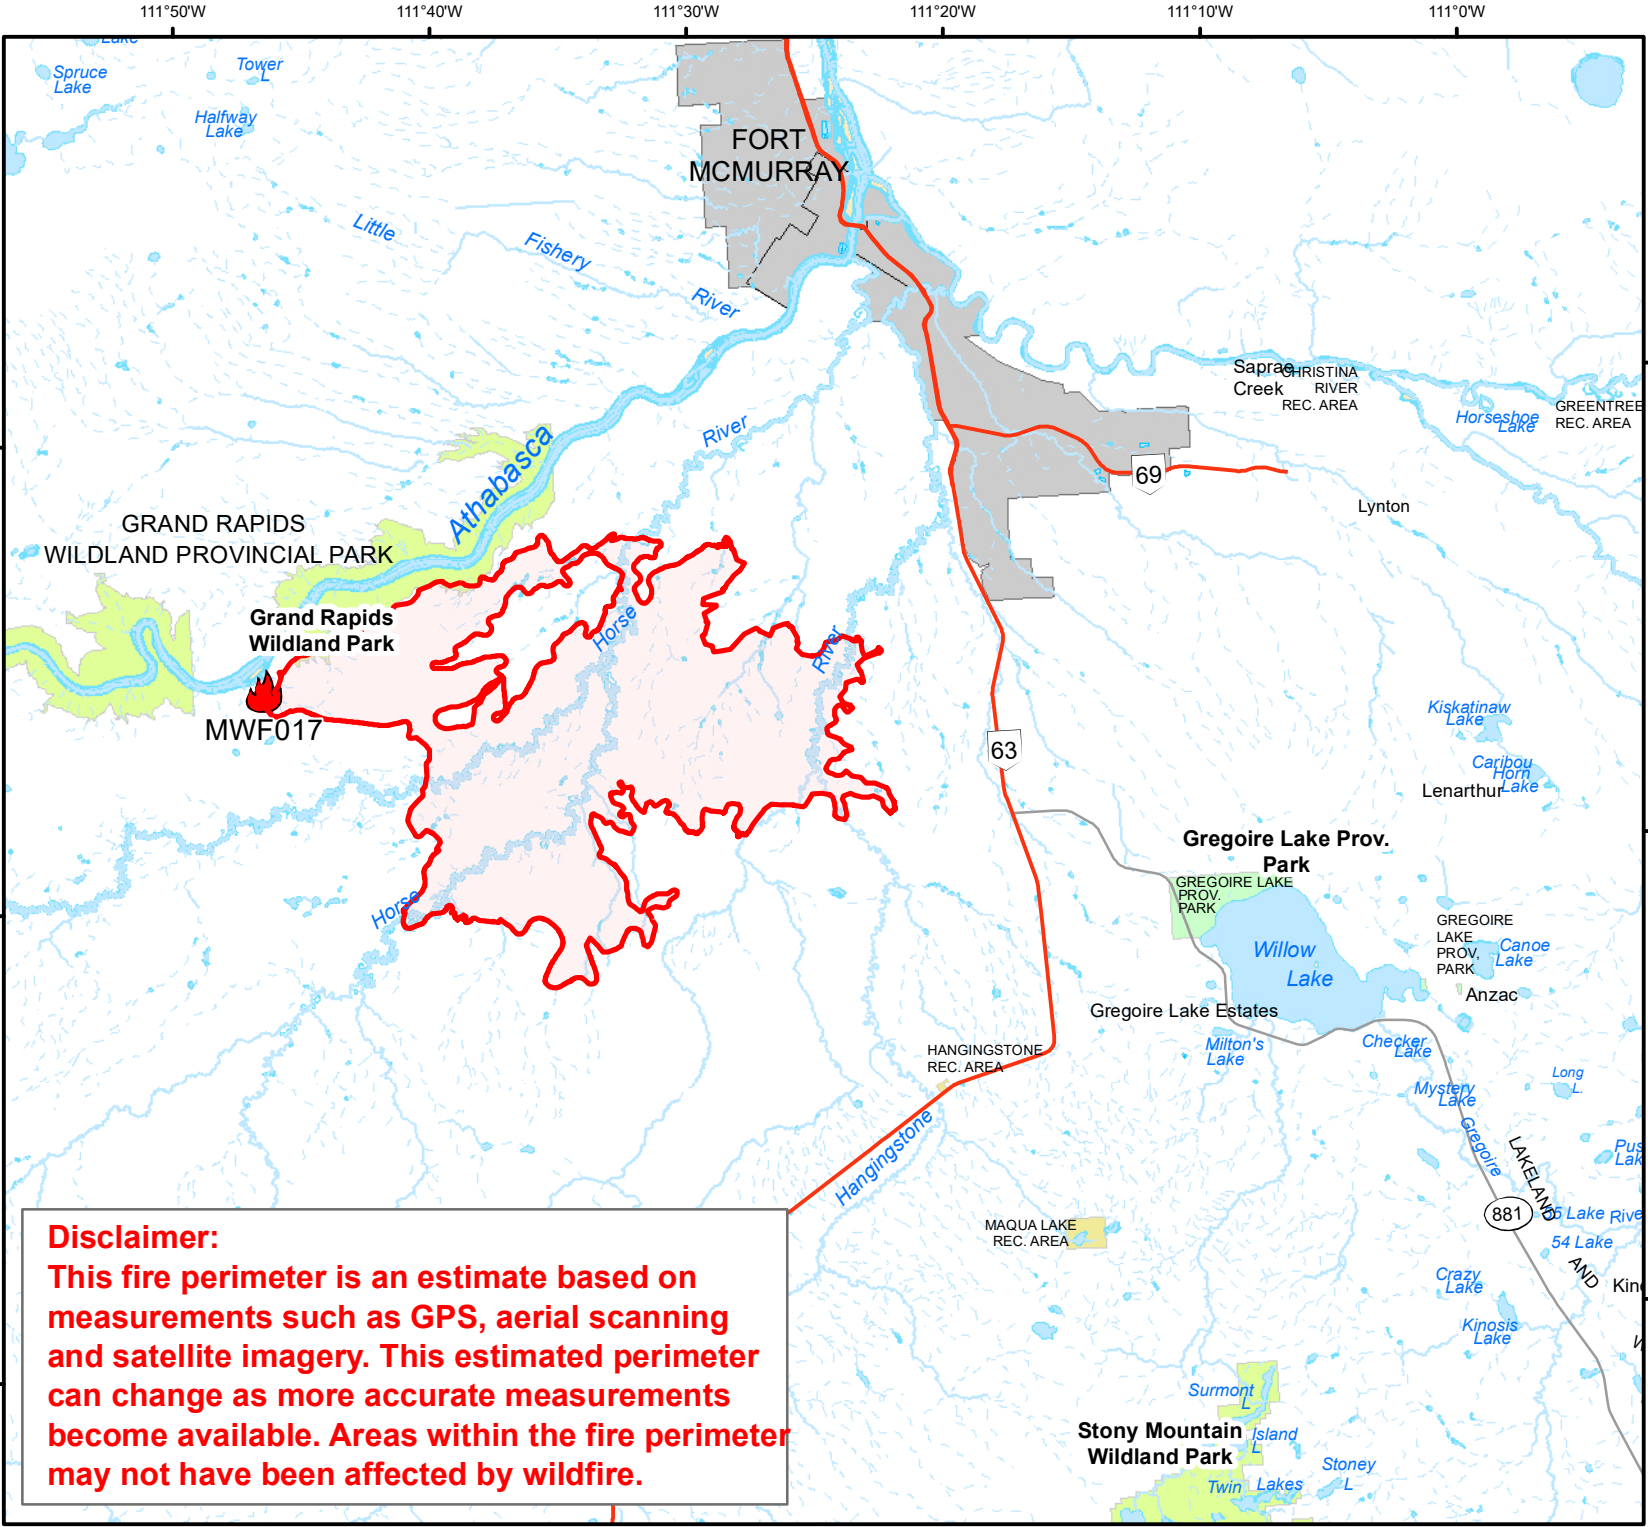 111°50'W
111°40'W
111°30'W
111°20'W
111°10'W
111°0'W
Lake
Spruce
Lake
Tower
L
Halfway
Lake
FORT
MCMURRAY
Little
Fishery
River
Saprae
Creek
CHRISTINA
RIVER
REC. AREA
Horseshoe
Lake
GREENTREE
REC. AREA
River
Athabasca
69
Lynton
GRAND RAPIDS
WILDLAND PROVINCIAL PARK
Grand Rapids
Wildland Park
Horse
River
MWF017
63
Kiskatinaw
Lake
Caribou
Horn
Lake
Lenarthur
Gregoire Lake Prov.
Park
GREGOIRE LAKE
PROV.
PARK
Horse
Willow
Lake
GREGOIRE
LAKE
PROV,
PARK
Canoe
Lake
Anzac
Gregoire Lake Estates
Milton's
Lake
Checker
Lake
HANGINGSTONE
REC. AREA
Mystery
Lake
Long
L.
Hangingstone
Gregoire
LAKELAND
AND
881
Lake
54 Lake
MAQUA LAKE
REC. AREA
Crazy
Lake
Kinosis
Lake
Surmont
L
Stony Mountain
Wildland Park
Island
L
Stoney
L
Twin
Lakes
Disclaimer:
This fire perimeter is an estimate based on
measurements such as GPS, aerial scanning
and satellite imagery. This estimated perimeter
can change as more accurate measurements
become available. Areas within the fire perimeter
may not have been affected by wildfire.